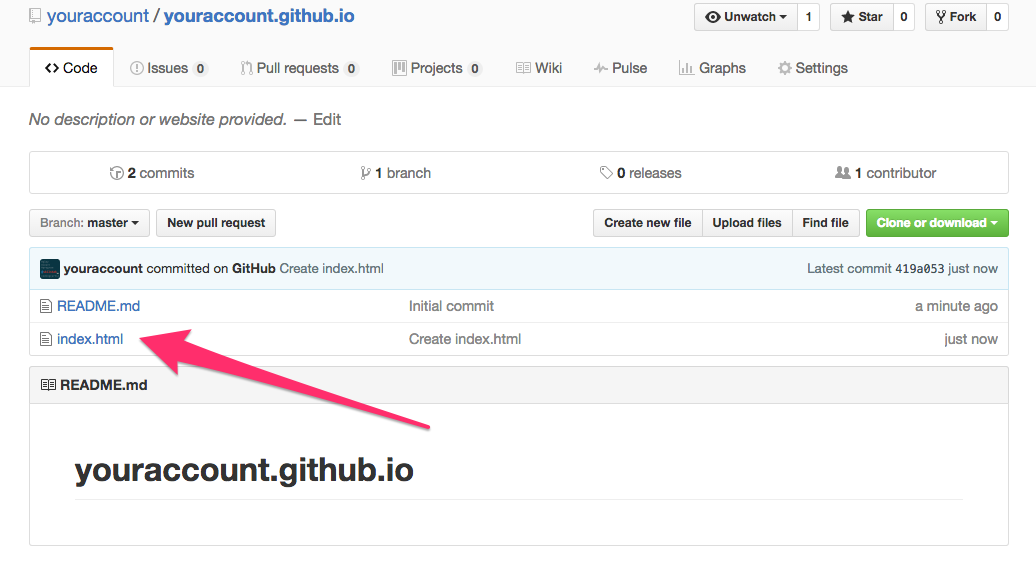 youraccount / youraccount.github.io Unwatch 1 Star 0 Fork 0
<> Code Issues 0 Pull requests 0 Projects 0 Wiki Pulse Graphs Settings
No description or website provided. — Edit
2 commits 1 branch 0 releases 1 contributor
Branch: master New pull request Create new file Upload files Find file Clone or download
youraccount committed on GitHub Create index.html Latest commit 419a053 just now
README.md Initial commit a minute ago
index.html Create index.html just now
README.md
youraccount.github.io